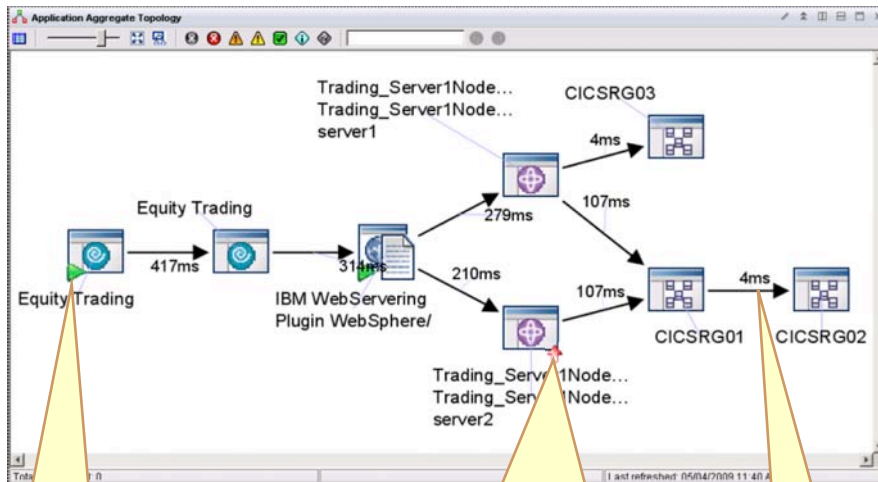 Application Aggregate Topology
Trading_Server1Node...
Trading_Server1Node...
server1
CICSRG03
4ms
Equity Trading
279ms
107ms
417ms
314ms
Equity Trading
IBM WebServering
Plugin WebSphere/
210ms
107ms
4ms
CICSRG01
CICSRG02
Trading_Server1Node...
Trading_Server1Node...
server2
Last refreshed: 05/04/2009 11:40 A